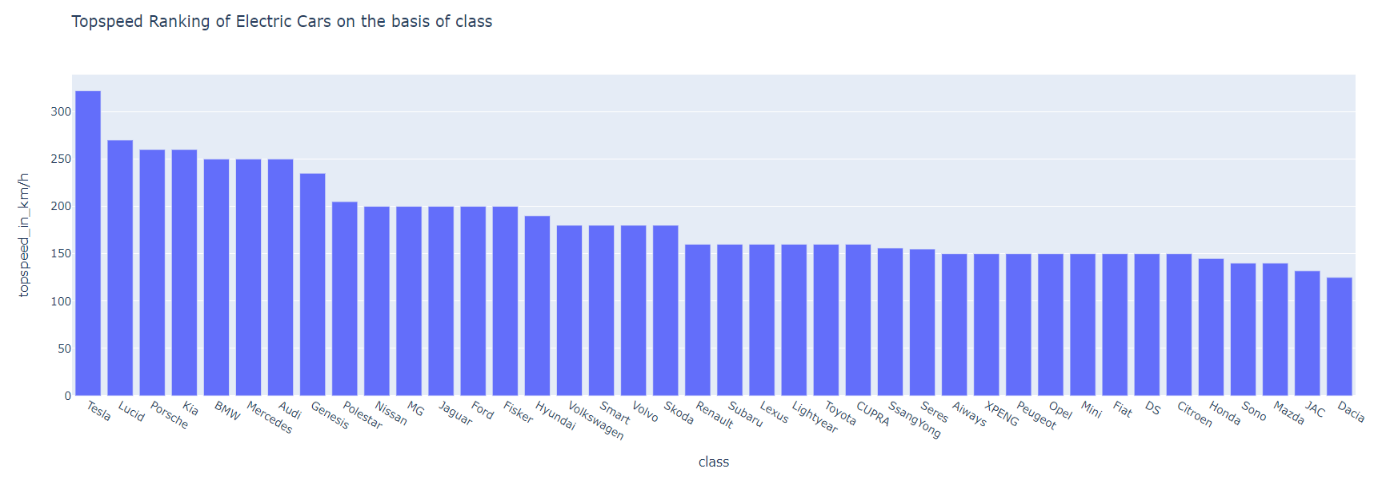 Topspeed Ranking of Electric Cars on the basis of class
topspeed_in_km/h
300
250
200
150
100
50
0
Tesla
Lucid
Porsche
Kia
BMW
Mercedes
Audi
Genesis
Polestar
Nissan
MG
Jaguar
Ford
Fisker
Hyundai
Volkswagen
Smart
Volvo
Skoda
Renault
Subaru
Lexus
Lightyear
Toyota
CUPRA
SsangYong
Seres
Aiways
XPENG
Peugeot
Opel
Mini
Fiat
DS
Citroen
Honda
Sono
Mazda
JAC
Dacia
class